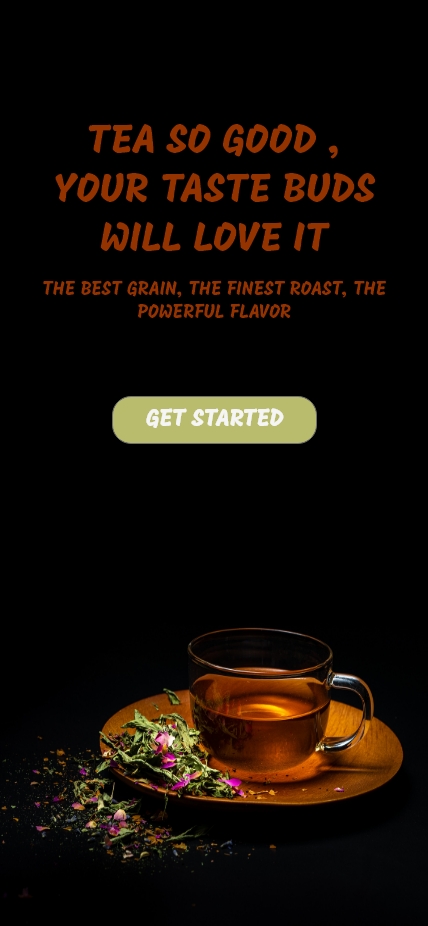 TEA SO GOOD ,
YOUR TASTE BUDS
WILL LOVE IT
THE BEST GRAIN, THE FINEST ROAST, THE
POWERFUL FLAVOR
GET STARTED